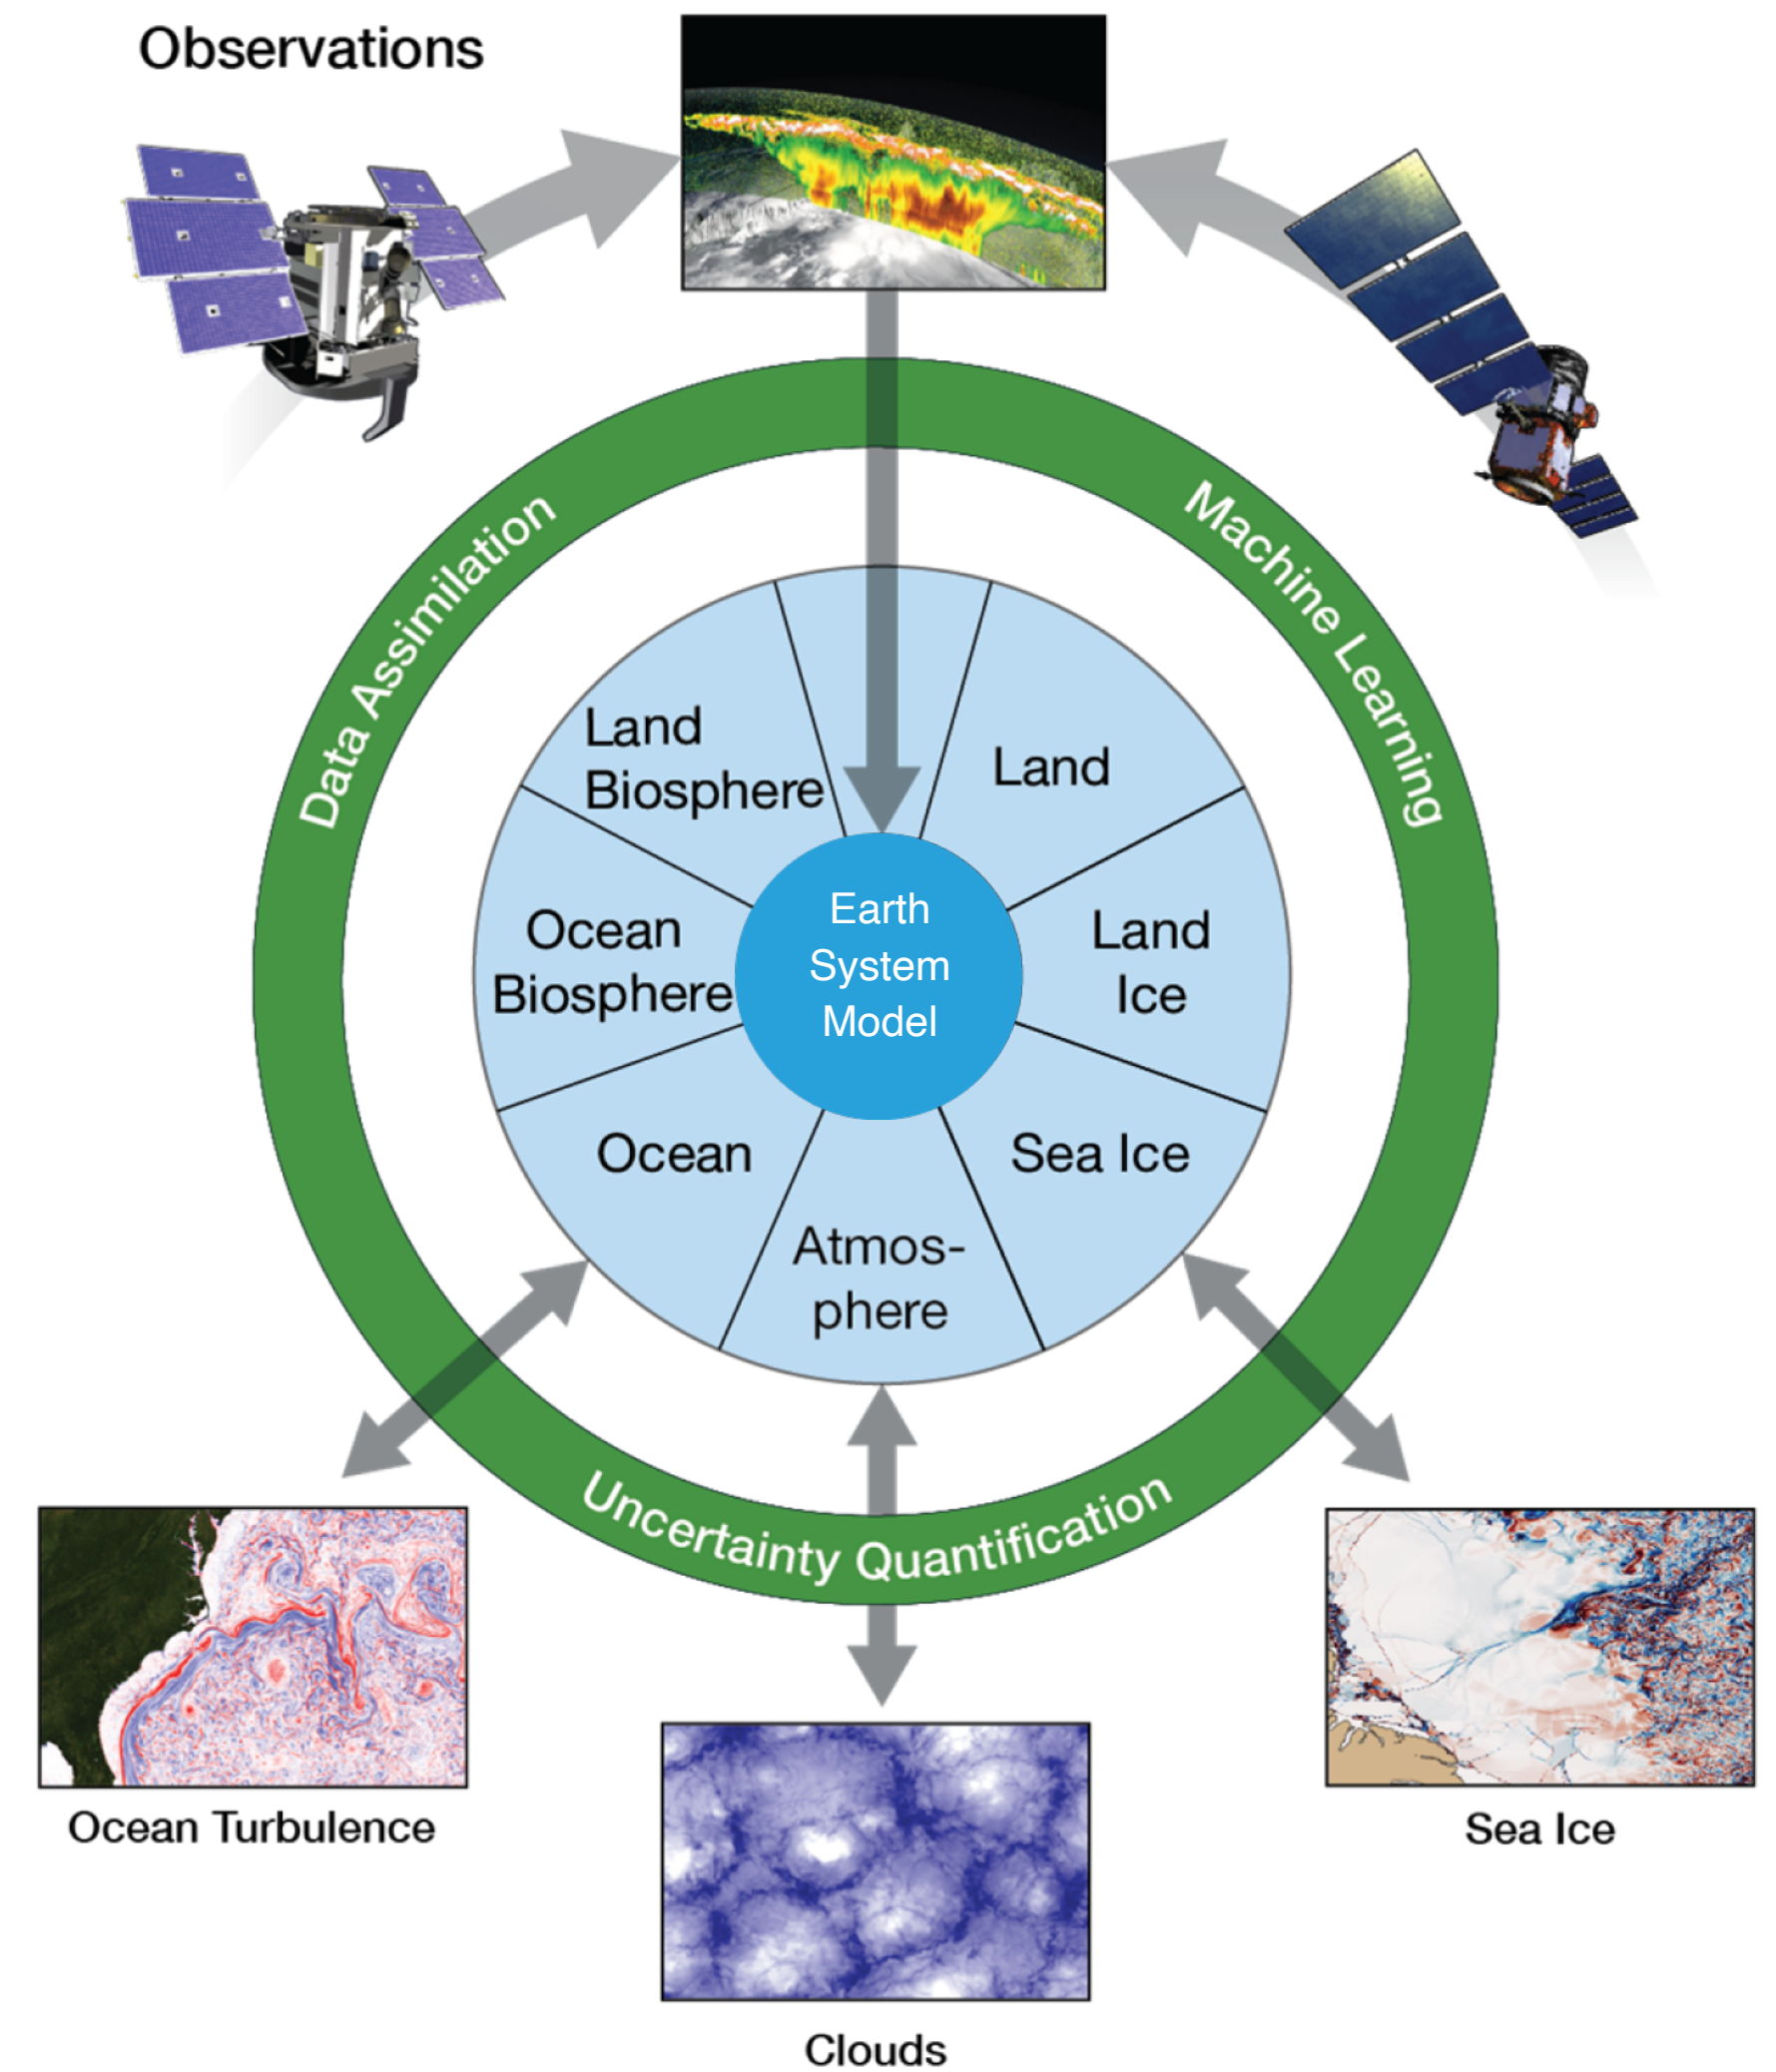 Observations
Data Assimilation
Machine Learning
Land
Biosphere
Land
Ocean
Biosphere
Earth
System
Model
Land
Ice
Ocean
Sea Ice
Atmos-
phere
Uncertainty Quantification
Ocean Turbulence
Sea Ice
Clouds